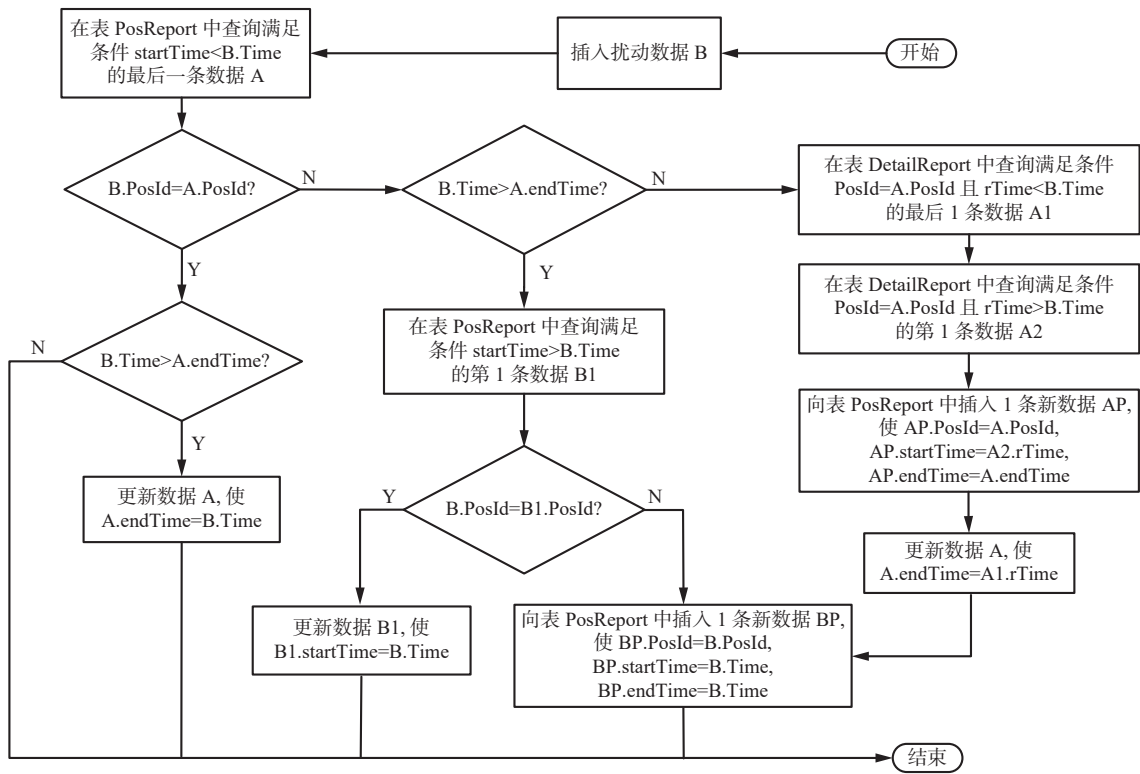 开始
插入扰动数据 B
在表 PosReport 中查询满足
条件 startTime<B.Time
的最后一条数据 A
B.PosId=A.PosId?
N
Y
B.Time>A.endTime?
N
Y
在表 DetailReport 中查询满足条件
PosId=A.PosId 且 rTime<B.Time
的最后 1 条数据 A1
在表 DetailReport 中查询满足条件
PosId=A.PosId 且 rTime>B.Time
的第 1 条数据 A2
B.Time>A.endTime?
N
Y
在表 PosReport 中查询满足
条件 startTime>B.Time
的第 1 条数据 B1
向表 PosReport 中插入 1 条新数据 AP,
使 AP.PosId=A.PosId,
AP.startTime=A2.rTime,
AP.endTime=A.endTime
更新数据 A, 使
A.endTime=B.Time
B.PosId=B1.PosId?
Y
N
更新数据 A, 使
A.endTime=A1.rTime
更新数据 B1, 使
B1.startTime=B.Time
向表 PosReport 中插入 1 条新数据 BP,
使 BP.PosId=B.PosId,
BP.startTime=B.Time,
BP.endTime=B.Time
结束